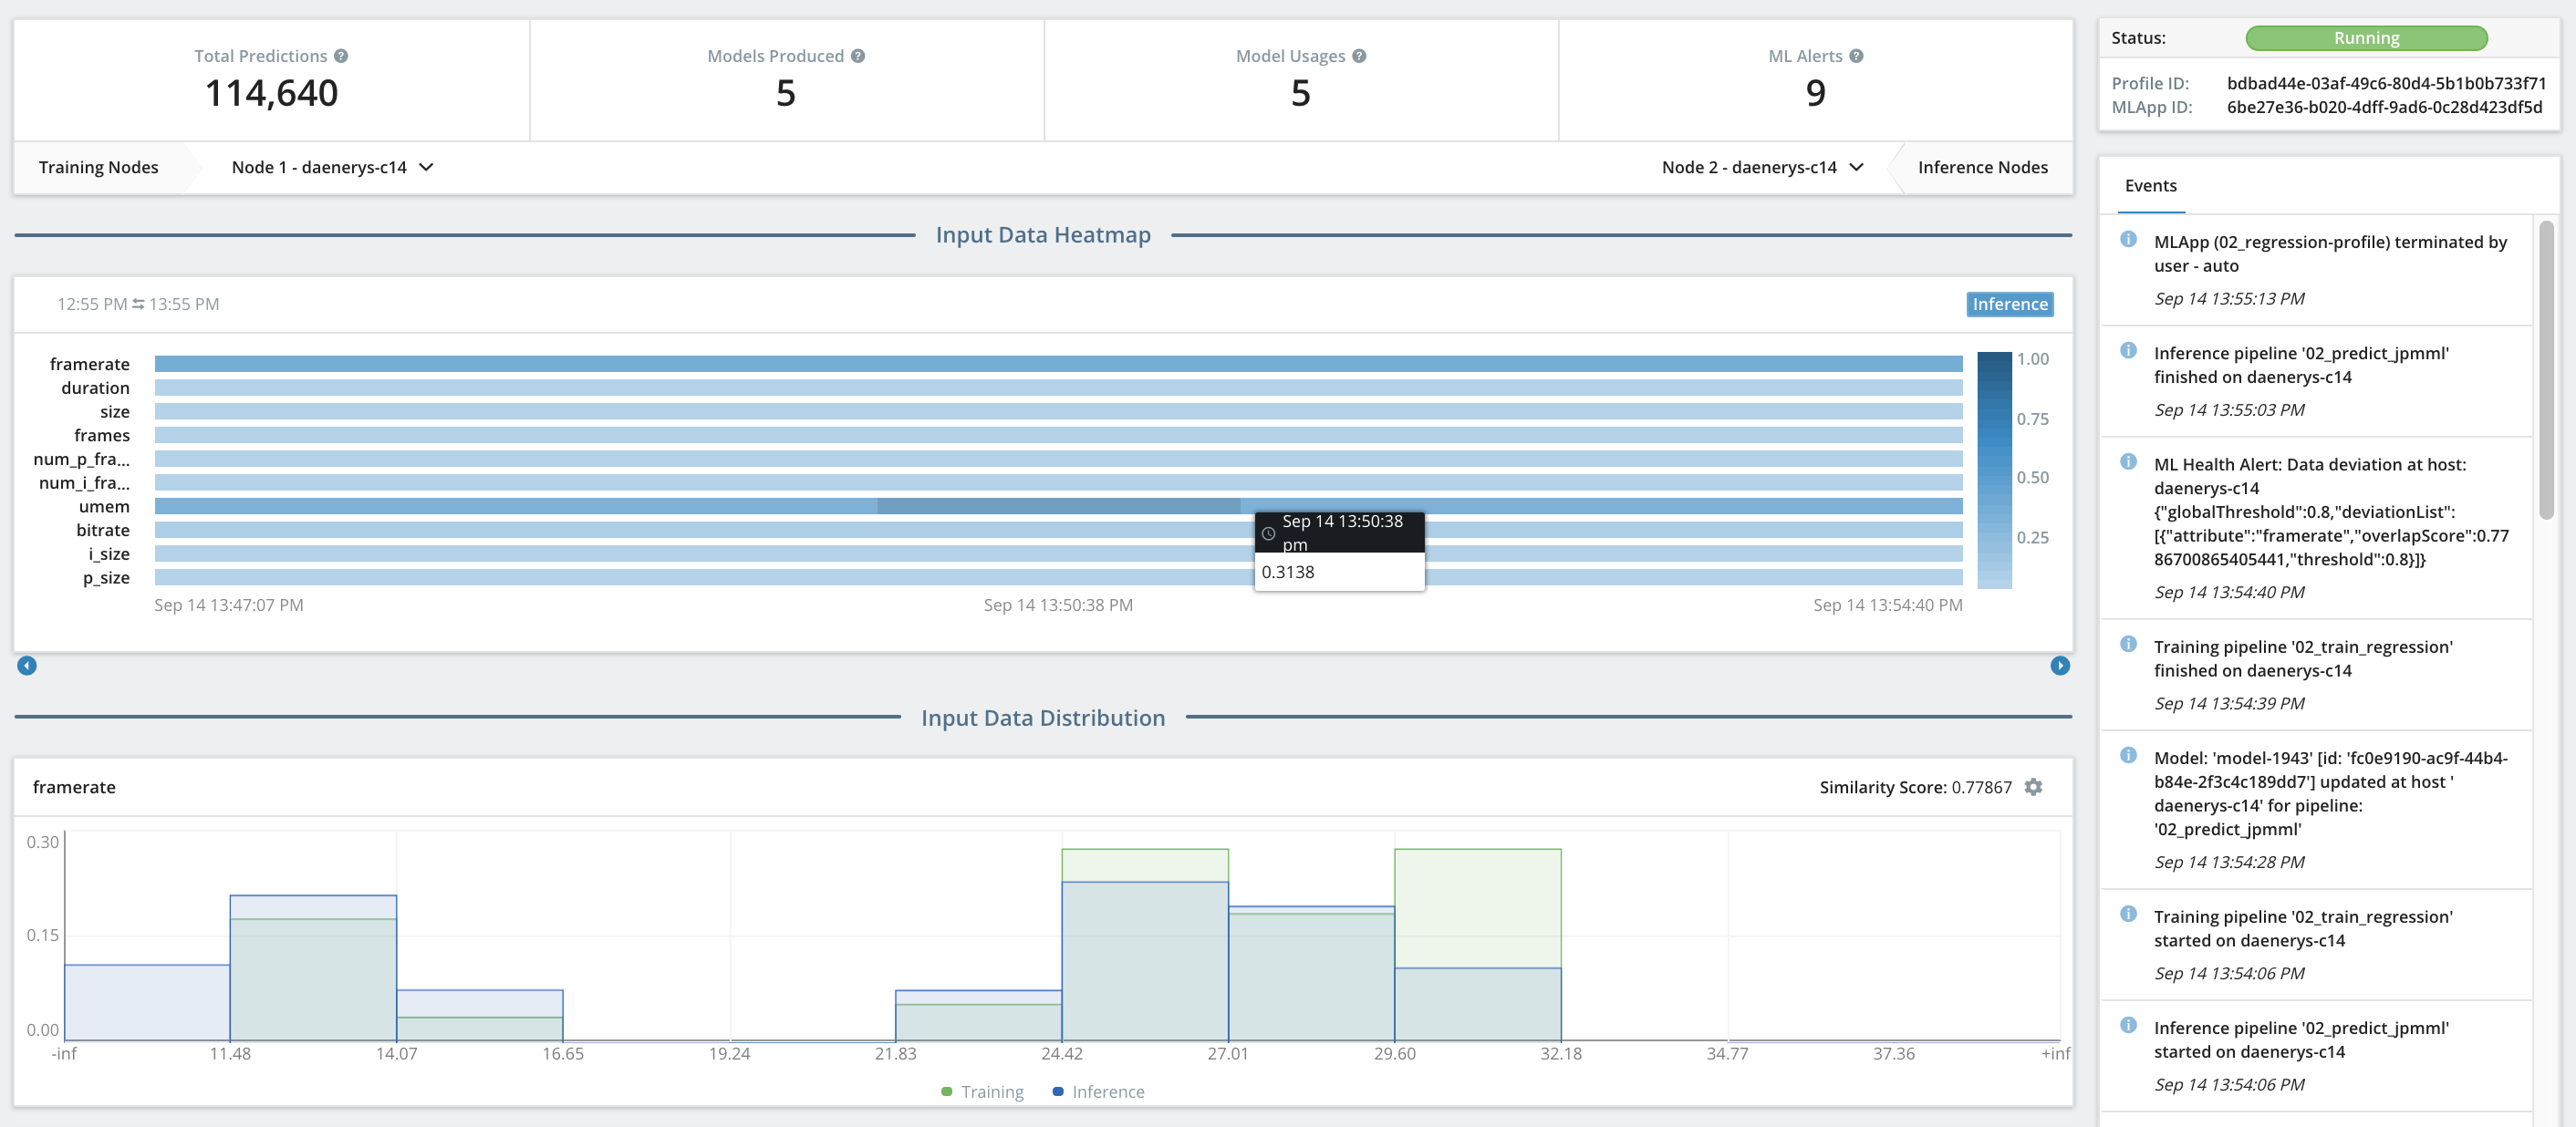 Total Predictions ?
114,640
Models Produced ?
5
Model Usages ?
5
ML Alerts ?
9
Training Nodes
Node 1 - daenerys-c14
Node 2 - daenerys-c14
Inference Nodes
Input Data Heatmap
12:55 PM ⇆ 13:55 PM
Inference
framerate
duration
size
frames
num_p_fra...
num_i_fra...
umem
bitrate
i_size
p_size
1.00
0.75
0.50
0.25
Sep 14 13:50:38
pm
0.3138
Sep 14 13:47:07 PM
Sep 14 13:50:38 PM
Sep 14 13:54:40 PM
Input Data Distribution
framerate
Similarity Score: 0.77867
0.30
0.15
0.00
-inf
11.48
14.07
16.65
19.24
21.83
24.42
27.01
29.60
32.18
34.77
37.36
+inf
Training
Inference
Status:
Running
Profile ID: bdbad44e-03af-49c6-80d4-5b1b0b733f71
MLApp ID: 6be27e36-b020-4dff-9ad6-0c28d423df5d
Events
MLApp (02_regression-profile) terminated by
user - auto
Sep 14 13:55:13 PM
Inference pipeline '02_predict_jpmml'
finished on daenerys-c14
Sep 14 13:55:03 PM
ML Health Alert: Data deviation at host:
daenerys-c14
{"globalThreshold":0.8,"deviationList":
[{"attribute":"framerate","overlapScore":0.77
86700865405441,"threshold":0.8}]}
Sep 14 13:54:40 PM
Training pipeline '02_train_regression'
finished on daenerys-c14
Sep 14 13:54:39 PM
Model: 'model-1943' [id: 'fc0e9190-ac9f-44b4-
b84e-2f3c4c189dd7'] updated at host '
daenerys-c14' for pipeline:
'02_predict_jpmml'
Sep 14 13:54:28 PM
Training pipeline '02_train_regression'
started on daenerys-c14
Sep 14 13:54:06 PM
Inference pipeline '02_predict_jpmml'
started on daenerys-c14
Sep 14 13:54:06 PM